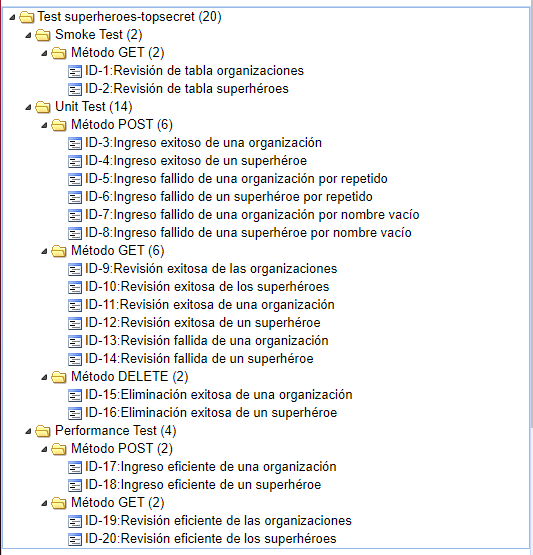 Test superheroes-topsecret (20)
Smoke Test (2)
Método GET (2)
ID-1:Revisión de tabla organizaciones
ID-2:Revisión de tabla superhéroes
Unit Test (14)
Método POST (6)
ID-3:Ingreso exitoso de una organización
ID-4:Ingreso exitoso de un superhéroe
ID-5:Ingreso fallido de una organización por repetido
ID-6:Ingreso fallido de un superhéroe por repetido
ID-7:Ingreso fallido de una organización por nombre vacío
ID-8:Ingreso fallido de una superhéroe por nombre vacío
Método GET (6)
ID-9:Revisión exitosa de las organizaciones
ID-10:Revisión exitosa de los superhéroes
ID-11:Revisión exitosa de una organización
ID-12:Revisión exitosa de un superhéroe
ID-13:Revisión fallida de una organización
ID-14:Revisión fallida de un superhéroe
Método DELETE (2)
ID-15:Eliminación exitosa de una organización
ID-16:Eliminación exitosa de un superhéroe
Performance Test (4)
Método POST (2)
ID-17:Ingreso eficiente de una organización
ID-18:Ingreso eficiente de un superhéroe
Método GET (2)
ID-19:Revisión eficiente de las organizaciones
ID-20:Revisión eficiente de los superhéroes